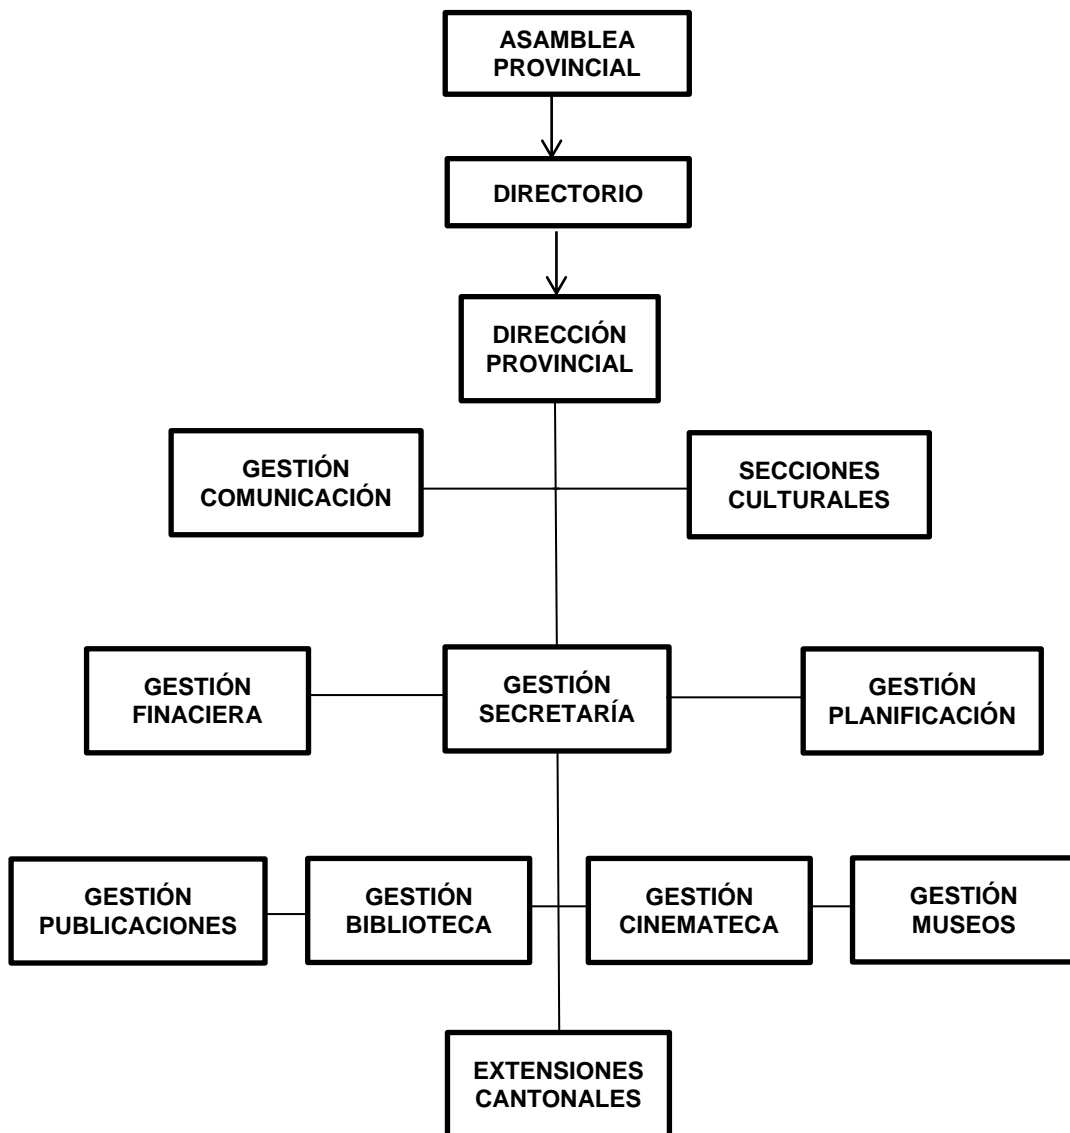 ASAMBLEA
PROVINCIAL
DIRECTORIO
DIRECCIÓN
PROVINCIAL
GESTIÓN
COMUNICACIÓN
SECCIONES
CULTURALES
GESTIÓN
FINACIERA
GESTIÓN
SECRETARÍA
GESTIÓN
PLANIFICACIÓN
GESTIÓN
PUBLICACIONES
GESTIÓN
BIBLIOTECA
GESTIÓN
CINEMATECA
GESTIÓN
MUSEOS
EXTENSIONES
CANTONALES